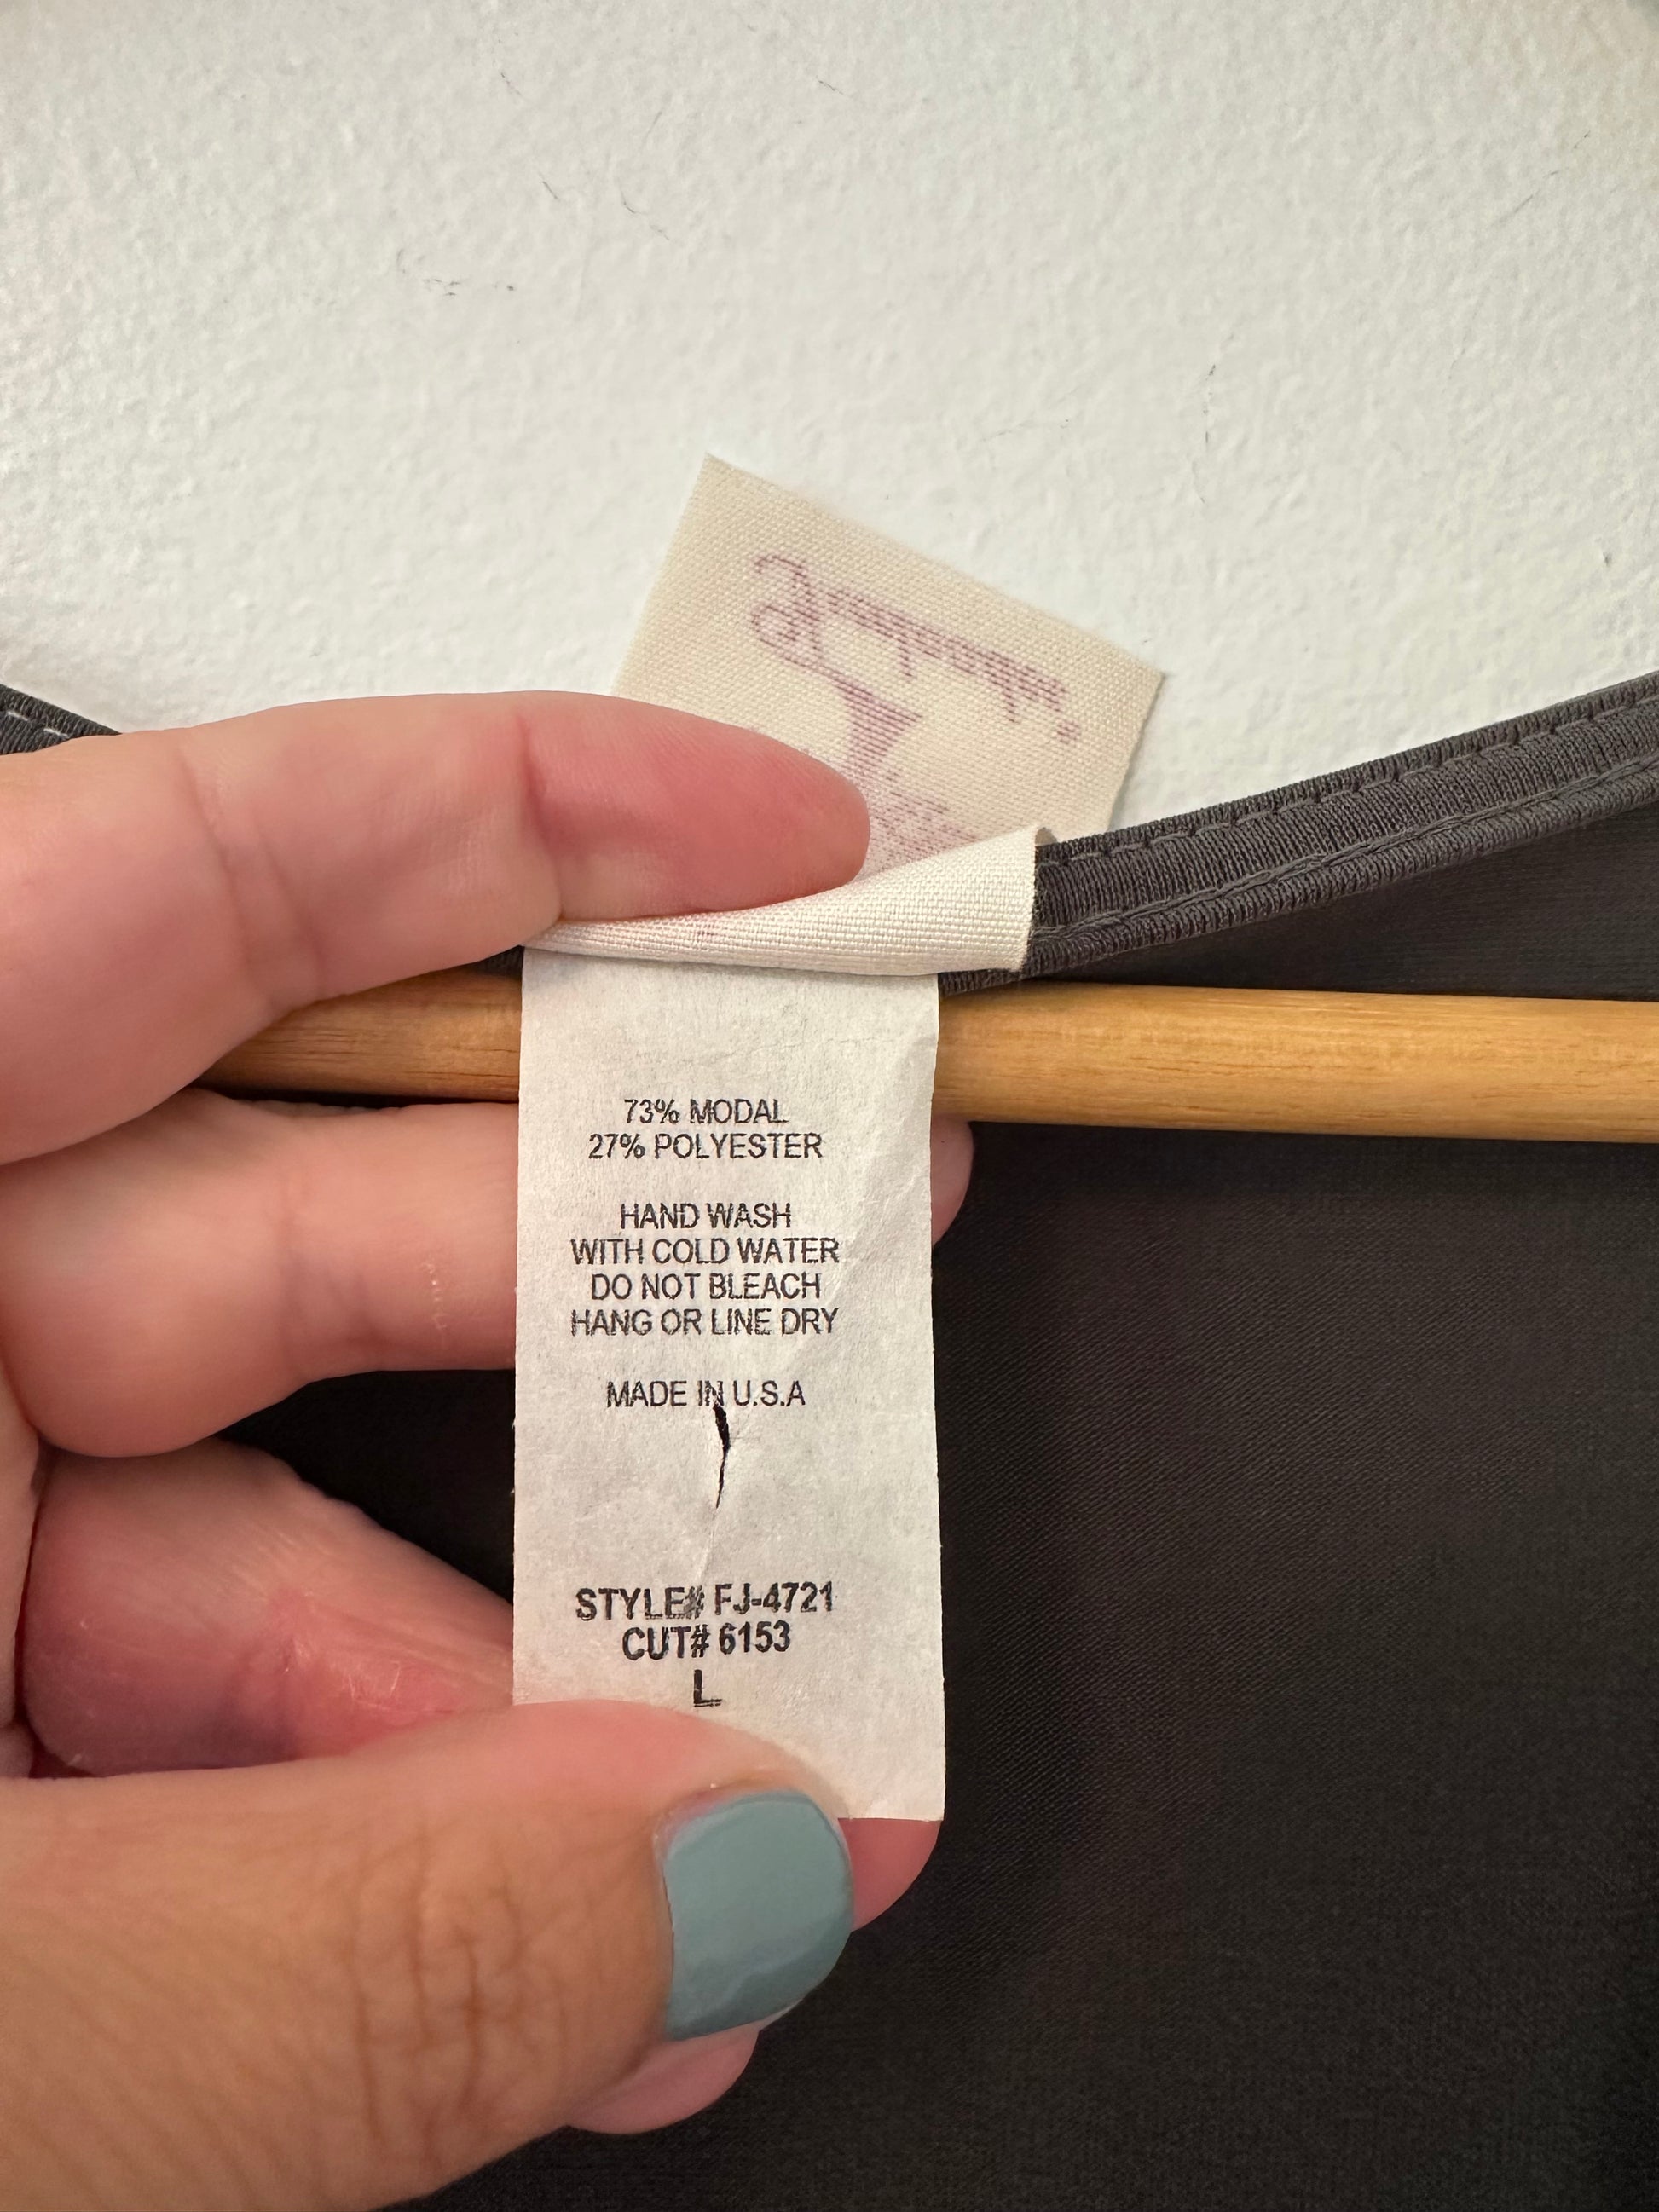 73% MODAL
27% POLYESTER
HAND WASH
WITH COLD WATER
DO NOT BLEACH
HANG OR LINE DRY
MADE IN U.S.A
STYLE# FJ-4721
CUT# 6153
L